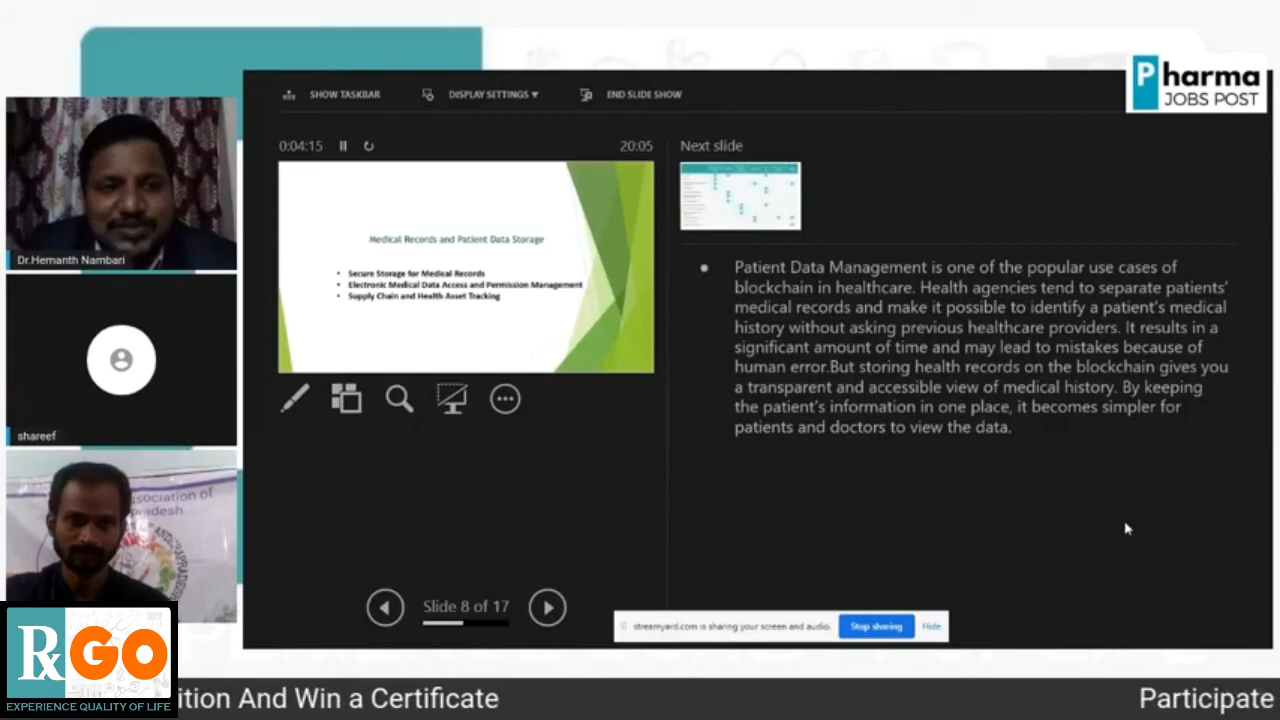 Pharma
JOBS POST
SHOW TASKBAR
DISPLAY SETTINGS ▼
END SLIDE SHOW
0:04:15
20:05
Next slide
Medical Records and Patient Data Storage
• Secure Storage for Medical Records
• Electronic Medical Data Access and Permission Management
• Supply Chain and Health Asset Tracking
• Patient Data Management is one of the popular use cases of
blockchain in healthcare. Health agencies tend to separate patients'
medical records and make it possible to identify a patient's medical
history without asking previous healthcare providers. It results in a
significant amount of time and may lead to mistakes because of
human error.But storing health records on the blockchain gives you
a transparent and accessible view of medical history. By keeping
the patient's information in one place, it becomes simpler for
patients and doctors to view the data.
Dr.Hemanth Nambari
shareef
ssociation of
desh
Slide 8 of 17
streamyard.com is sharing your screen and audio.
Stop sharing
Hide
Rx GO
EXPERIENCE QUALITY OF LIFE
ition And Win a Certificate
Participate